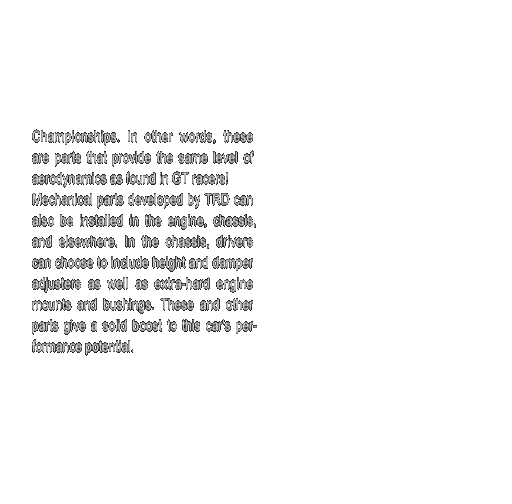 Championships. In other words, these
are parts that provide the same level of
aerodynamics as found in GT racers!
Mechanical parts developed by TRD can
also be installed in the engine, chassis,
and elsewhere. In the chassis, drivers
can choose to include height and damper
adjusters as well as extra-hard engine
mounts and bushings. These and other
parts give a solid boost to this car's per-
formance potential.